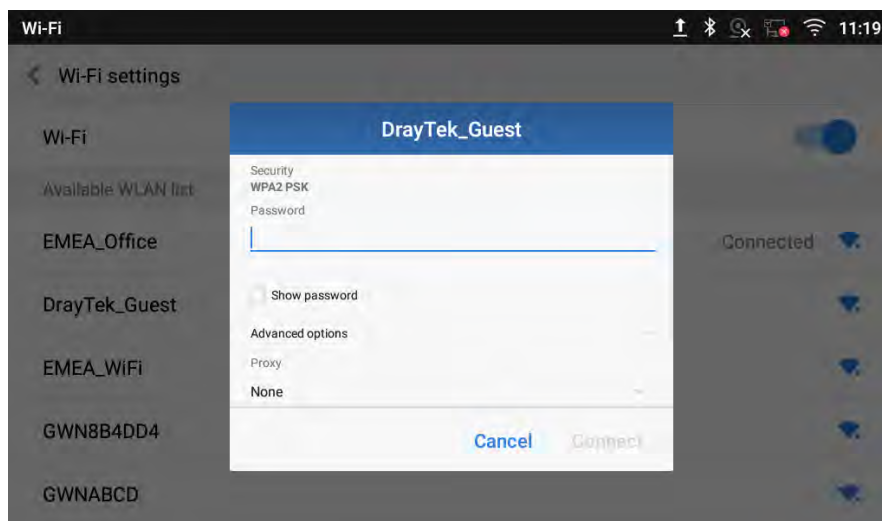 Wi-Fi
11:19
Wi-Fi settings
Wi-Fi
Available WLAN list
EMEA_Office
Connected
DrayTek_Guest
EMEA_WiFi
GWN8B4DD4
GWNABCD
DrayTek_Guest
Security
WPA2 PSK
Password
Show password
Advanced options
Proxy
None
Cancel
Connect